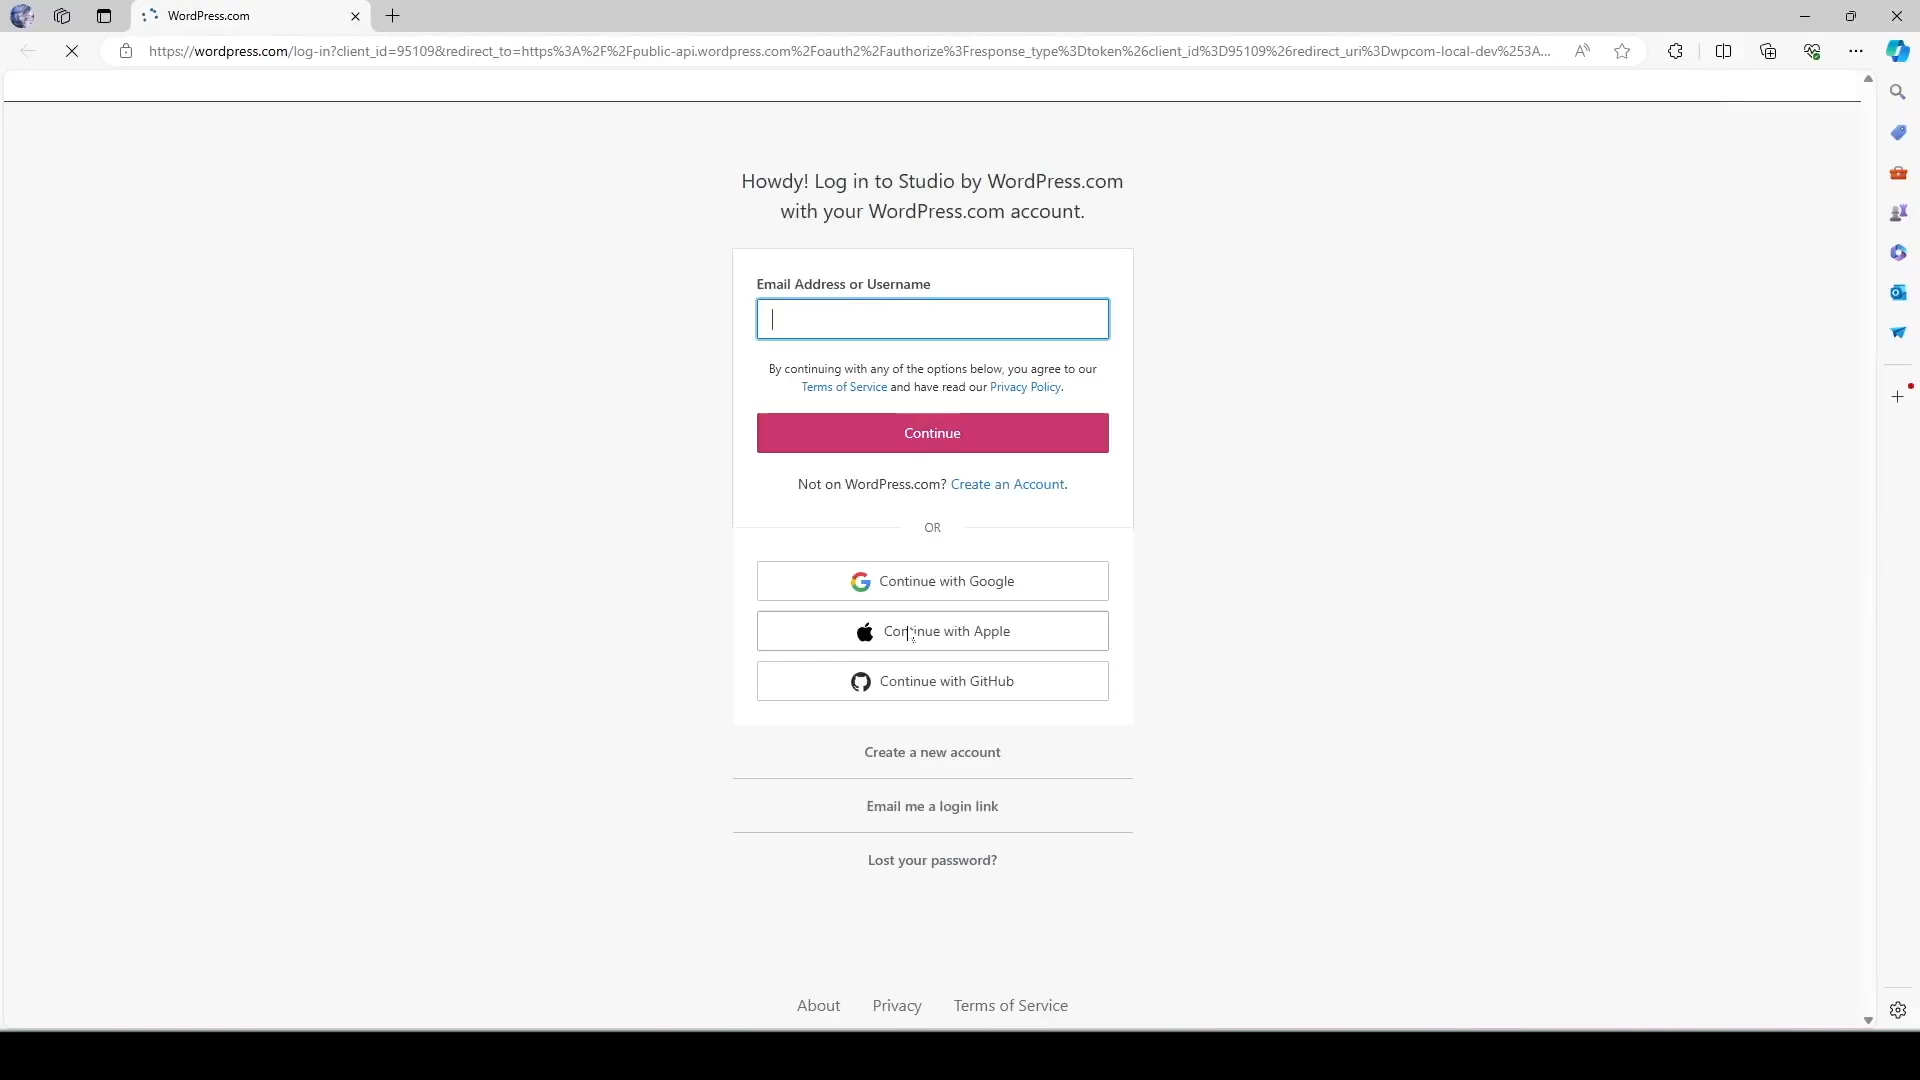 WordPress.com
https://wordpress.com/log-in?client_id=95109&redirect_to=https%3A%2F%2Fpublic-api.wordpress.com%2Foauth2%2Fauthorize%3Fresponse_type%3Dtoken%26client_id%3D95109%26redirect_uri%3Dwpcom-local-dev%253A...
Howdy! Log in to Studio by WordPress.com
with your WordPress.com account.
Email Address or Username
By continuing with any of the options below, you agree to our
Terms of Service and have read our Privacy Policy.
Continue
Not on WordPress.com? Create an Account.
OR
Continue with Google
Continue with Apple
Continue with GitHub
Create a new account
Email me a login link
Lost your password?
About Privacy Terms of Service